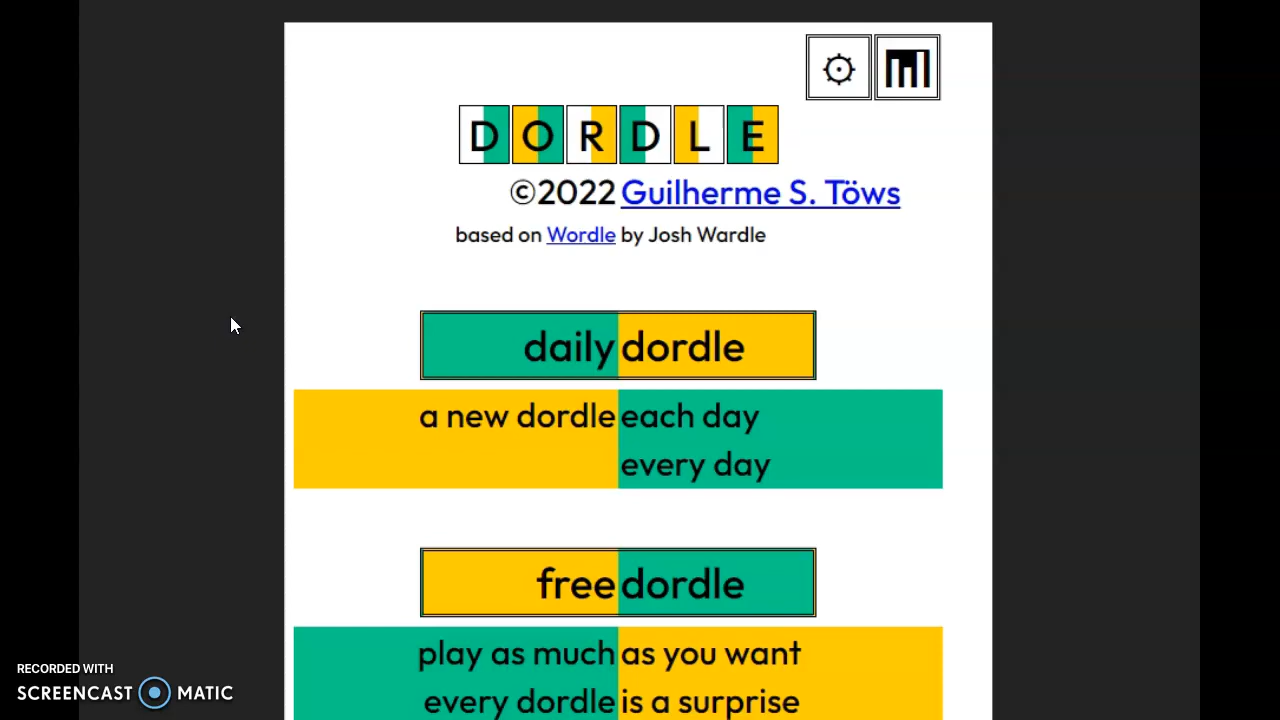 DORDLE
©2022 Guilherme S. Töws
based on Wordle by Josh Wardle
daily dordle
a new dordle each day
every day
free dordle
play as much as you want
every dordle is a surprise
RECORDED WITH
SCREENCAST MATIC